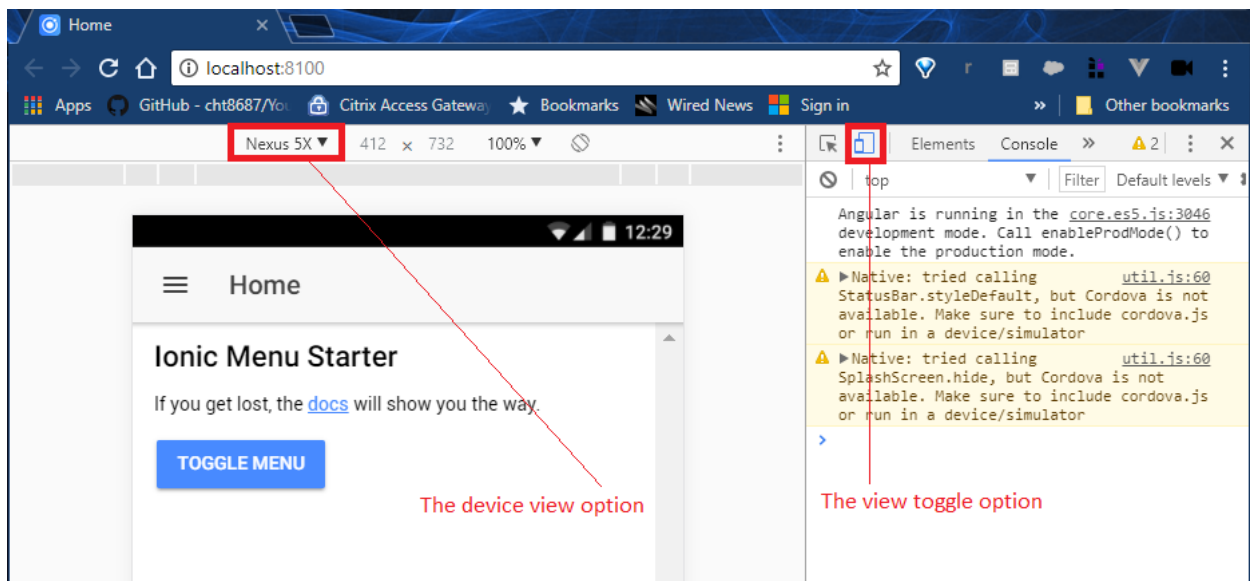 Home
localhost:8100
r
Apps GitHub - cht8687/You Citrix Access Gateway Bookmarks Wired News Sign in » Other bookmarks
Nexus 5X ▼ 412 × 732 100% ▼
Elements Console » 2
top ▼ Filter Default levels ▼
12:29
Home
Ionic Menu Starter
If you get lost, the docs will show you the way.
TOGGLE MENU
The device view option
Angular is running in the core.es5.js:3046
development mode. Call enableProdMode() to
enable the production mode.
▶Native: tried calling util.js:60
StatusBar.styleDefault, but Cordova is not
available. Make sure to include cordova.js
or run in a device/simulator
▶Native: tried calling util.js:60
SplashScreen.hide, but Cordova is not
available. Make sure to include cordova.js
or run in a device/simulator
>
The view toggle option